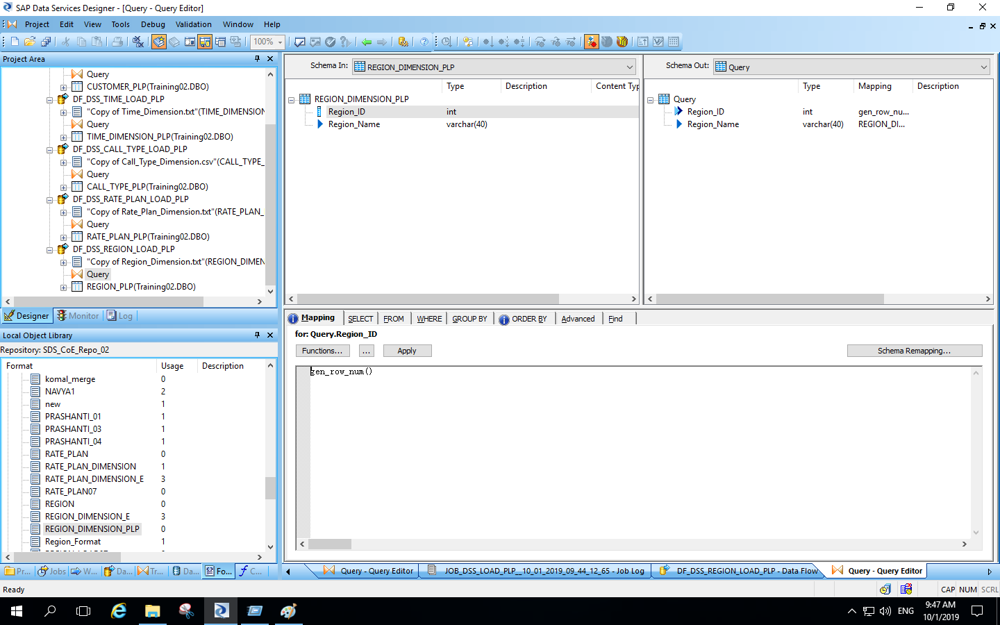 SAP Data Services Designer - [Query - Query Editor]
Project Edit View Tools Debug Validation Window Help
100%
Project Area
Query
CUSTOMER_PLP(Training02.DBO)
DF_DSS_TIME_LOAD_PLP
"Copy of Time_Dimension.txt"(TIME_DIMENSION
Query
TIME_DIMENSION_PLP(Training02.DBO)
DF_DSS_CALL_TYPE_LOAD_PLP
"Copy of Call_Type_Dimension.csv"(CALL_TYPE_
Query
CALL_TYPE_PLP(Training02.DBO)
DF_DSS_RATE_PLAN_LOAD_PLP
"Copy of Rate_Plan_Dimension.txt"(RATE_PLAN_
Query
RATE_PLAN_PLP(Training02.DBO)
DF_DSS_REGION_LOAD_PLP
"Copy of Region_Dimension.txt"(REGION_DIMEN
Query
REGION_PLP(Training02.DBO)
Designer Monitor Log
Local Object Library
Repository: SDS_CoE_Repo_02
Format Usage Description
komal_merge 0
NAVYA1 2
new 1
PRASHANTI_01 1
PRASHANTI_03 1
PRASHANTI_04 1
RATE_PLAN 0
RATE_PLAN_DIMENSION 1
RATE_PLAN_DIMENSION_E 3
RATE_PLAN07 0
REGION 0
REGION_DIMENSION_E 3
REGION_DIMENSION_PLP 0
Region_Format 1
Pr... Jobs W... Da... Tr... Da... Fo... C...
Schema In: REGION_DIMENSION_PLP
Type Description Content Typ
REGION_DIMENSION_PLP
Region_ID int
Region_Name varchar(40)
Schema Out: Query
Type Mapping Description
Query
Region_ID int gen_row_nu...
Region_Name varchar(40) REGION_DI...
Mapping SELECT FROM WHERE GROUP BY ORDER BY Advanced Find
for: Query.Region_ID
Functions... ... Apply Schema Remapping...
gen_row_num()
Query - Query Editor JOB_DSS_LOAD_PLP__10_01_2019_09_44_12_65 - Job Log DF_DSS_REGION_LOAD_PLP - Data Flow Query - Query Editor
Ready CAP NUM SCRL
ENG 9:47 AM
10/1/2019